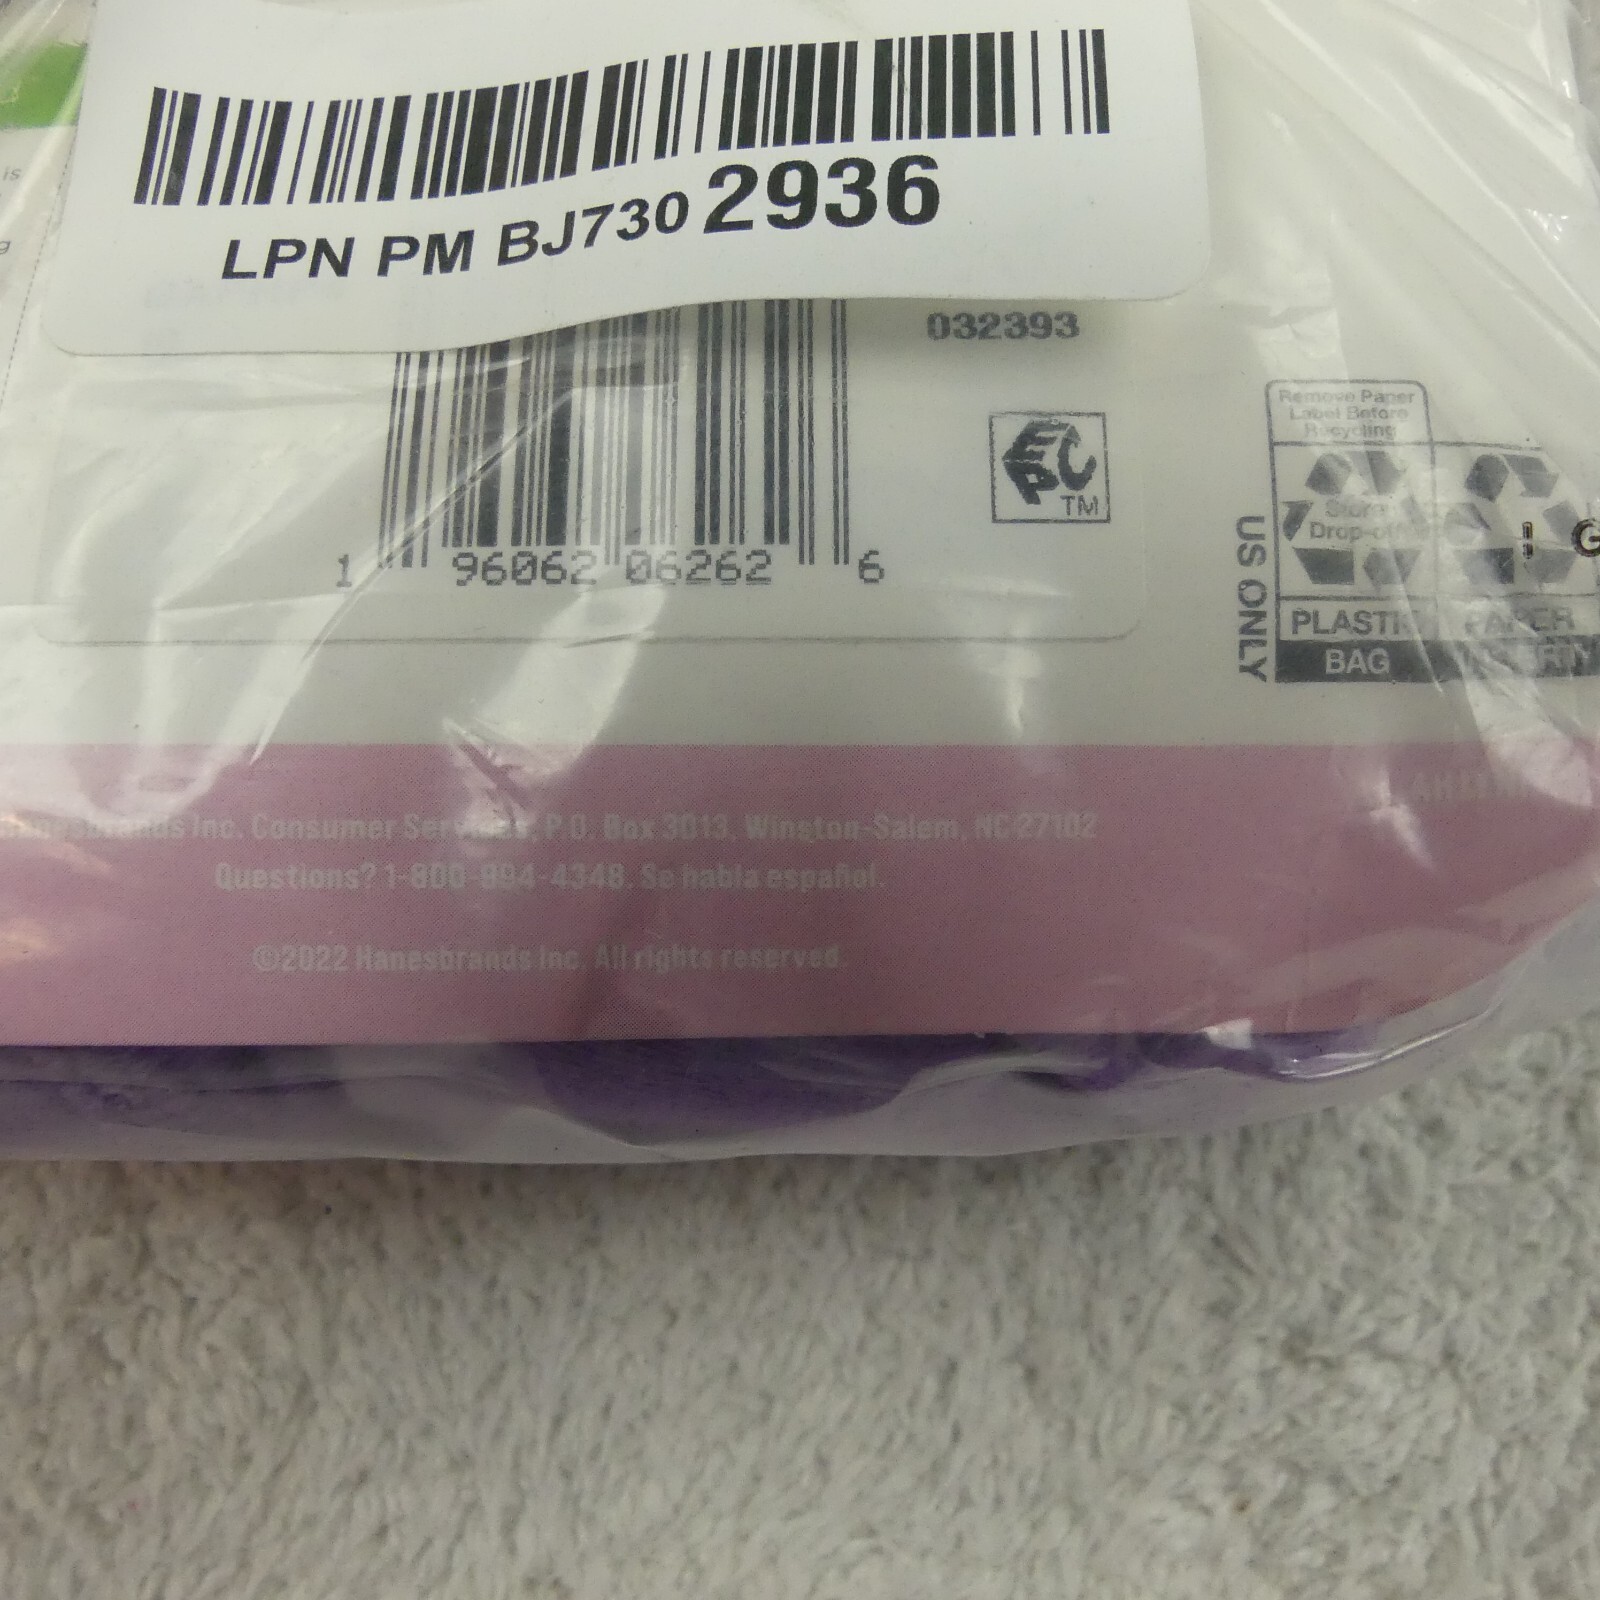 is
g
LPN PM BJ730 2936
032393
EPC
TM
1 96062 06262 6
Remove Paper
Label Before
Recycling
Store
Drop-off
US ONLY
PLASTIC PAPER
BAG
Hanesbrands Inc. Consumer Services, P.O. Box 3013, Winston-Salem, NC 27102
Questions? 1-800-994-4348. Se habla español.
©2022 Hanesbrands Inc. All rights reserved.